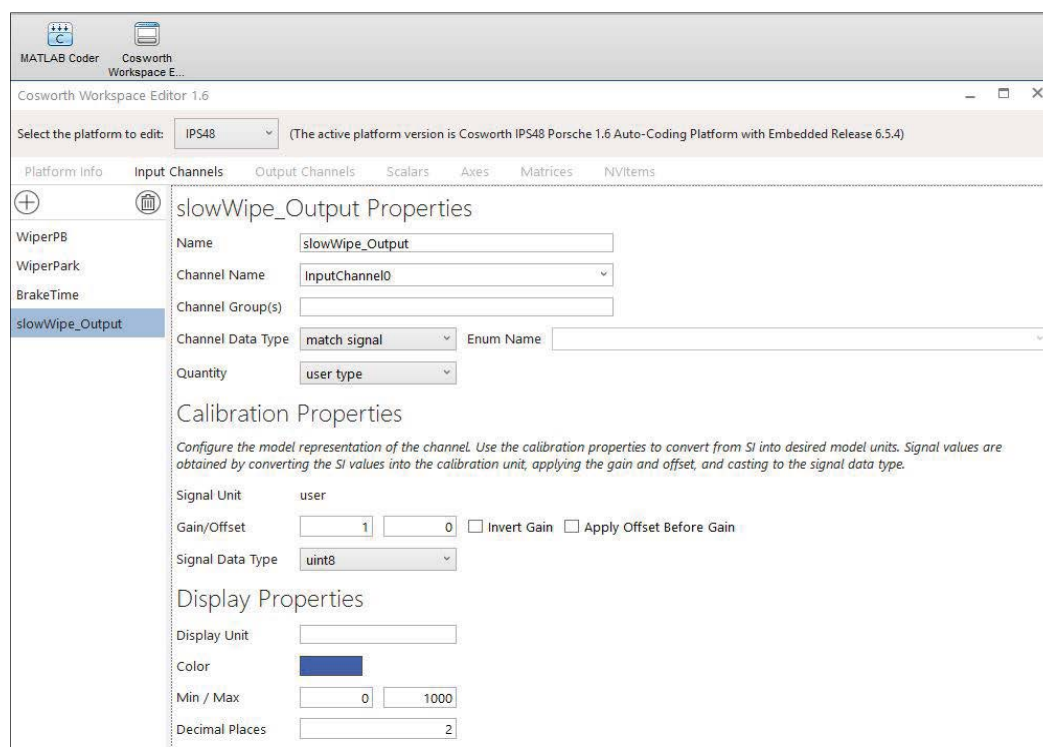 MATLAB Coder
Cosworth
Workspace E...
Cosworth Workspace Editor 1.6
Select the platform to edit: IPS48 (The active platform version is Cosworth IPS48 Porsche 1.6 Auto-Coding Platform with Embedded Release 6.5.4)
Platform Info Input Channels Output Channels Scalars Axes Matrices NVItems
WiperPB
WiperPark
BrakeTime
slowWipe_Output
slowWipe_Output Properties
Name slowWipe_Output
Channel Name InputChannel0
Channel Group(s)
Channel Data Type match signal Enum Name
Quantity user type
Calibration Properties
Configure the model representation of the channel. Use the calibration properties to convert from SI into desired model units. Signal values are
obtained by converting the SI values into the calibration unit, applying the gain and offset, and casting to the signal data type.
Signal Unit user
Gain/Offset 1 0 Invert Gain Apply Offset Before Gain
Signal Data Type uint8
Display Properties
Display Unit
Color
Min / Max 0 1000
Decimal Places 2